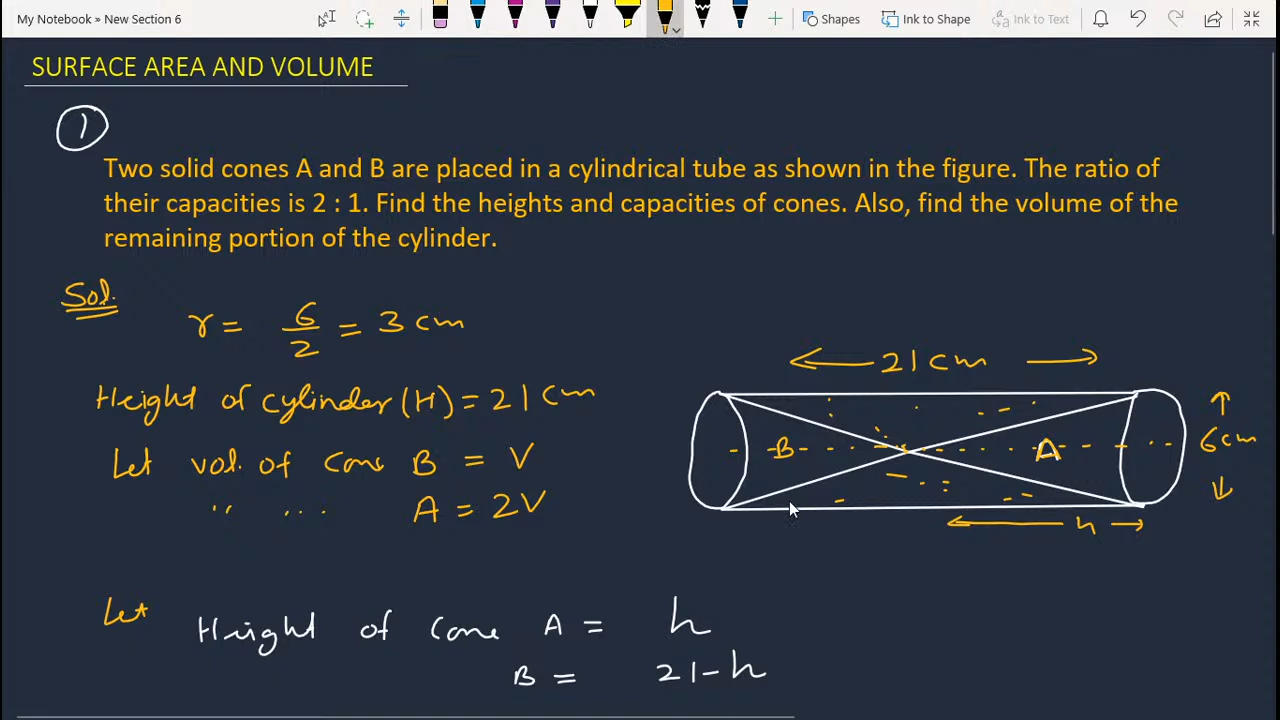 My Notebook » New Section 6
Shapes
Ink to Shape
Ink to Text
SURFACE AREA AND VOLUME
1
Two solid cones A and B are placed in a cylindrical tube as shown in the figure. The ratio of
their capacities is 2 : 1. Find the heights and capacities of cones. Also, find the volume of the
remaining portion of the cylinder.
Sol.
r = 6/2 = 3 cm
Height of cylinder (H) = 21 cm
Let vol. of Cone B = V
" ... A = 2V
21 cm
B
A
6cm
h
Let Height of Cone A = h
B = 21-h